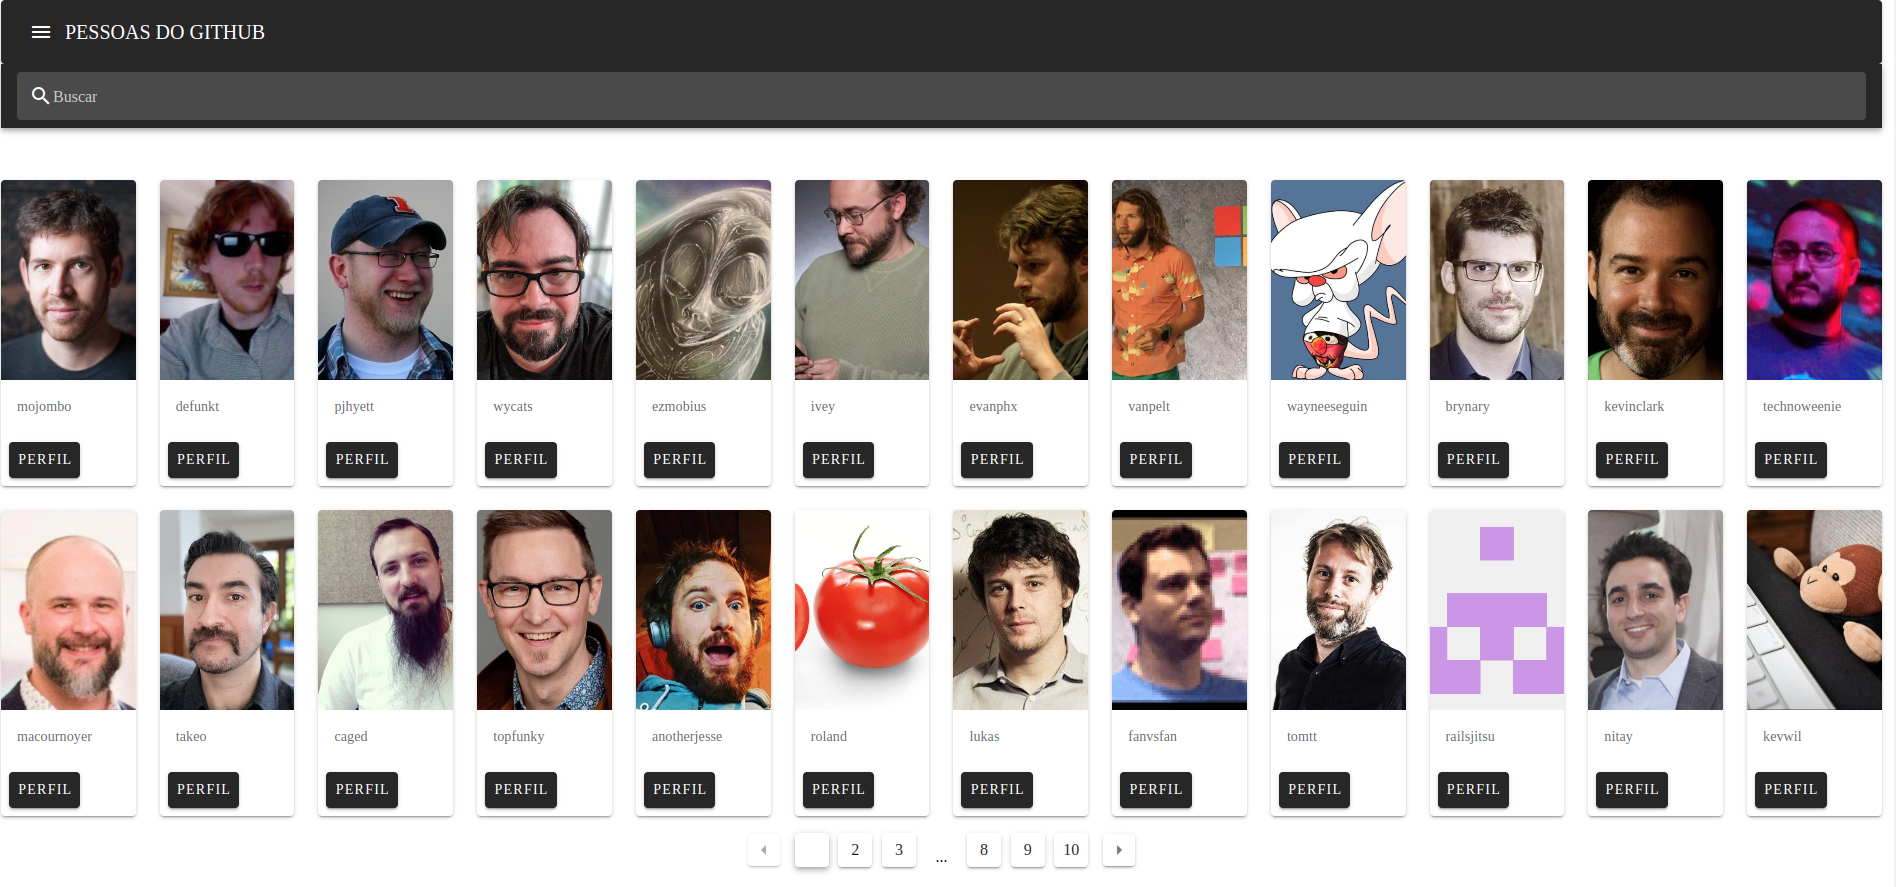 PESSOAS DO GITHUB
Buscar
mojombo defunkt pjhyett wycats ezmobius ivey evanphx vanpelt wayneeseguin brynary kevinclark technoweenie
PERFIL PERFIL PERFIL PERFIL PERFIL PERFIL PERFIL PERFIL PERFIL PERFIL PERFIL PERFIL
macournoyer takeo caged topfunky anotherjesse roland lukas fanvsfan tomtt railsjitsu nitay kevwil
PERFIL PERFIL PERFIL PERFIL PERFIL PERFIL PERFIL PERFIL PERFIL PERFIL PERFIL PERFIL
2 3 ... 8 9 10